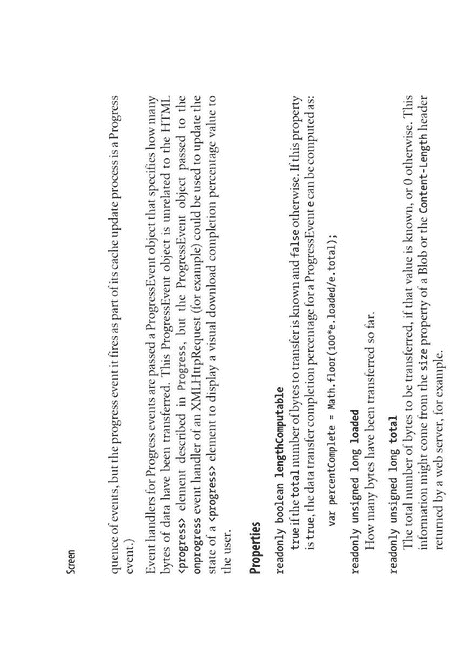 Screen
quence of events, but the progress event it fires as part of its cache update process is a Progress
event.)
Event handlers for Progress events are passed a ProgressEvent object that specifies how many
bytes of data have been transferred. This ProgressEvent object is unrelated to the HTML
<progress> element described in Progress, but the ProgressEvent object passed to the
onprogress event handler of an XMLHttpRequest (for example) could be used to update the
state of a <progress> element to display a visual download completion percentage value to
the user.
Properties
readonly boolean lengthComputable
true if the total number of bytes to transfer is known and false otherwise. If this property
is true, the data transfer completion percentage for a ProgressEvent e can be computed as:
var percentComplete = Math.floor(100*e.loaded/e.total);
readonly unsigned long loaded
How many bytes have been transferred so far.
readonly unsigned long total
The total number of bytes to be transferred, if that value is known, or 0 otherwise. This
information might come from the size property of a Blob or the Content-Length header
returned by a web server, for example.